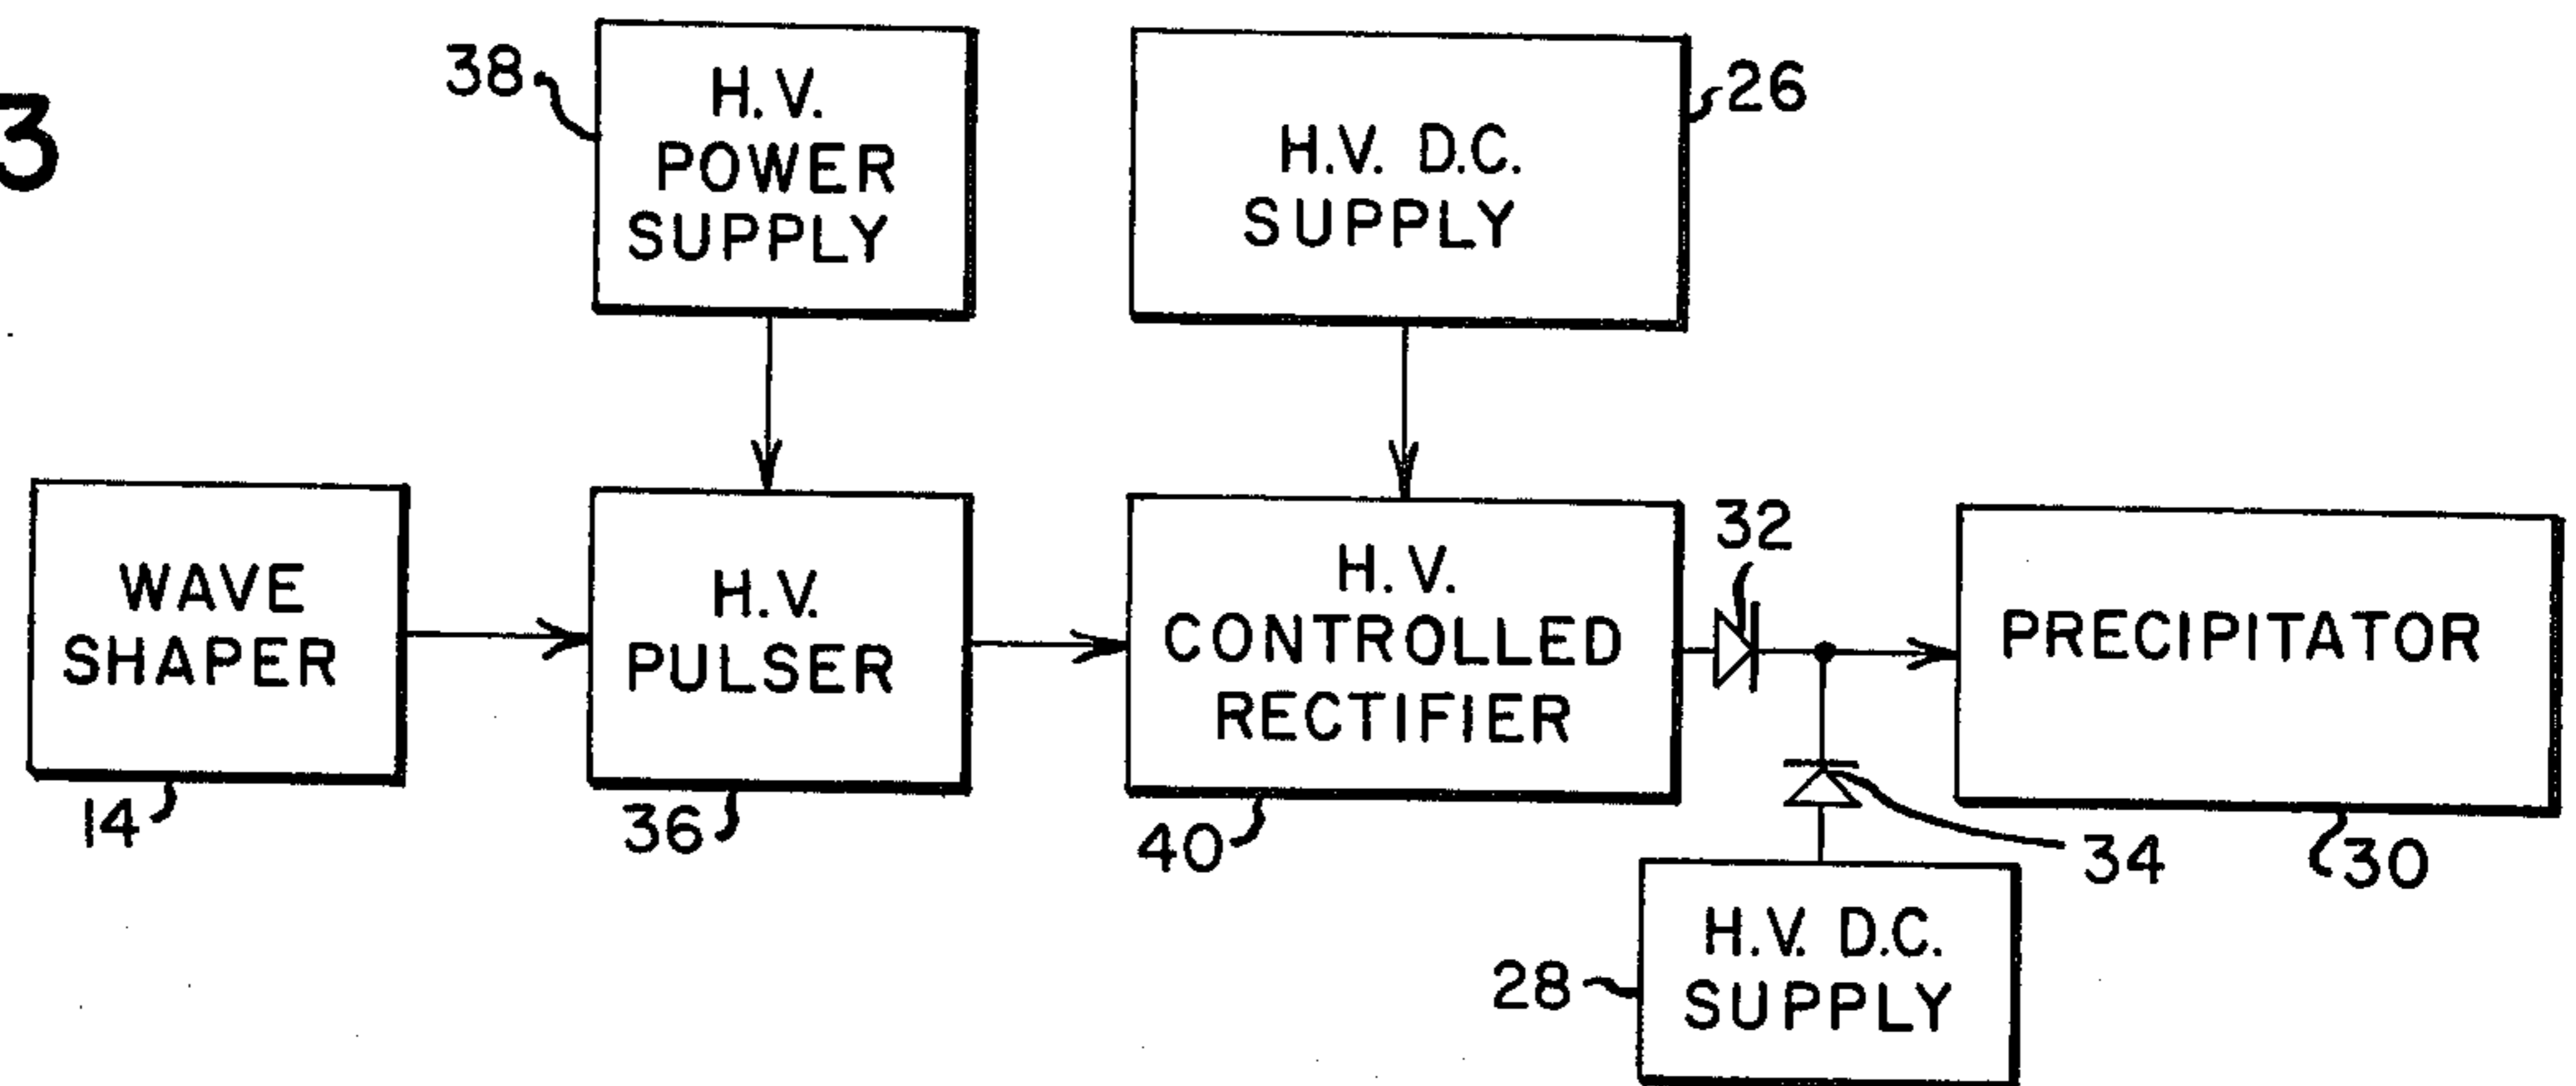 3
38
H.V.
POWER
SUPPLY
H.V. D.C.
SUPPLY
26
WAVE
SHAPER
14
H.V.
PULSER
36
H.V.
CONTROLLED
RECTIFIER
40
32
PRECIPITATOR
30
34
28
H.V. D.C.
SUPPLY